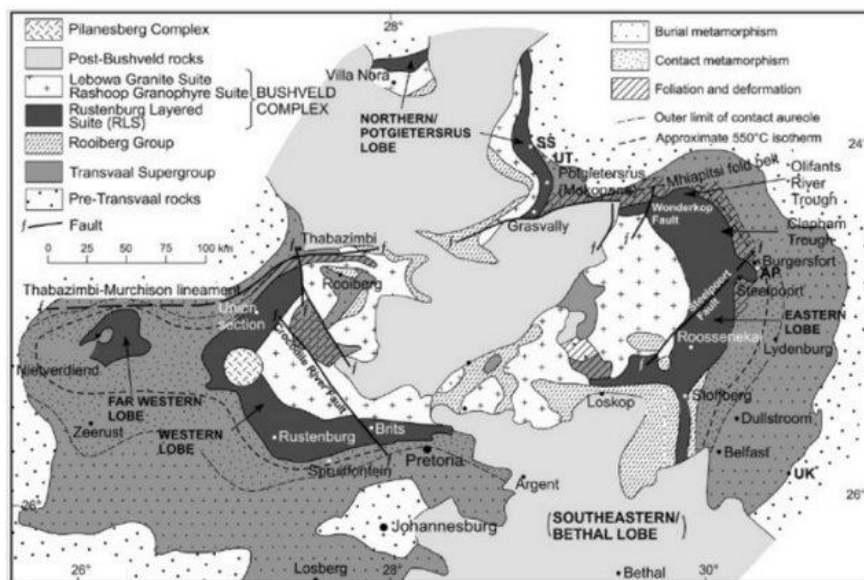 28°
Pilanesberg Complex
Post-Bushveld rocks
Lebowa Granite Suite
Rashoop Granophyre Suite
BUSHVELD
COMPLEX
Rustenburg Layered
Suite (RLS)
Rooiberg Group
Transvaal Supergroup
Pre-Transvaal rocks
f Fault
0 25 50 75 100 km
Burial metamorphism
Contact metamorphism
Foliation and deformation
Outer limit of contact aureole
Approximate 550°C isotherm
24°
Villa Nora
NORTHERN/
POTGIETERSRUS
LOBE
SS
UT
Potgietersrus
(Mokopane)
Mhlapitsi fold belt
Olifants
River
Trough
Wonderkop
Fault
Clapham
Trough
Grasvally
Thabazimbi
Burgersfort
AP
Thabazimbi-Murchison lineament
Rooiberg
Steelpoort
Steelpoort
Fault
Union
section
EASTERN
LOBE
Crocodile River Fault
Roossenekal
Lydenburg
Nietverdiend
FAR WESTERN
LOBE
Loskop
Stofberg
Dullstroom
Zeerust
WESTERN
LOBE
Rustenburg
Brits
Belfast
Spruitfontein
Pretoria
UK
26°
Argent
26°
Johannesburg
(SOUTHEASTERN/
BETHAL LOBE)
Losberg
28°
Bethal
30°
f
f
f
f
f
f
f
f